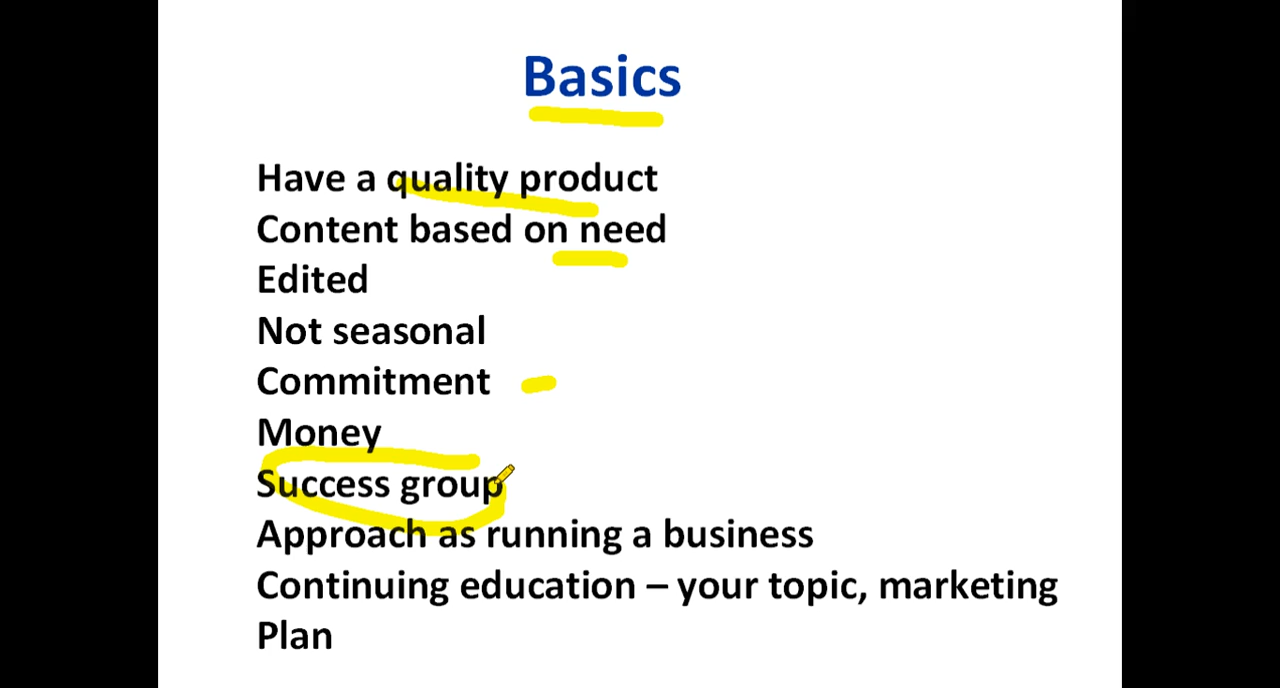 Basics
Have a quality product
Content based on need
Edited
Not seasonal
Commitment
Money
Success group
Approach as running a business
Continuing education – your topic, marketing
Plan